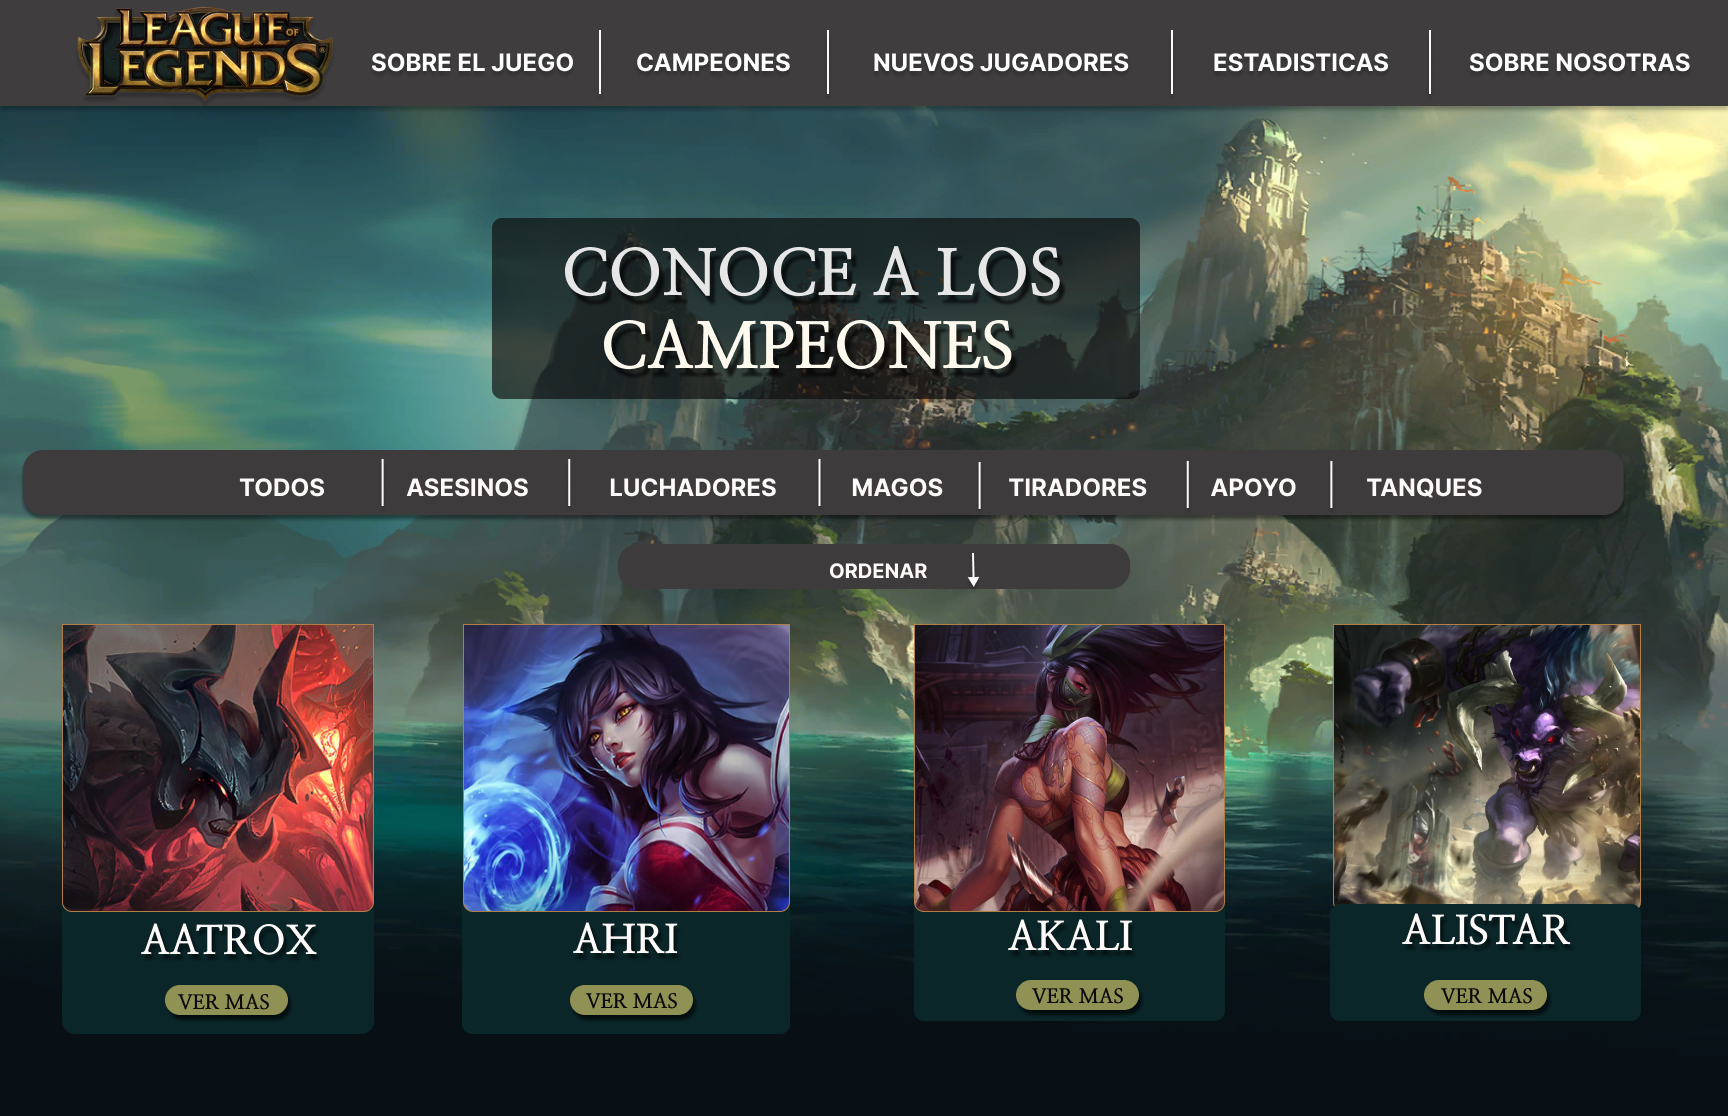 LEAGUE OF
LEGENDS®
SOBRE EL JUEGO
CAMPEONES
NUEVOS JUGADORES
ESTADISTICAS
SOBRE NOSOTRAS
CONOCE A LOS
CAMPEONES
TODOS
ASESINOS
LUCHADORES
MAGOS
TIRADORES
APOYO
TANQUES
ORDENAR
AATROX
AHRI
AKALI
ALISTAR
VER MAS
VER MAS
VER MAS
VER MAS